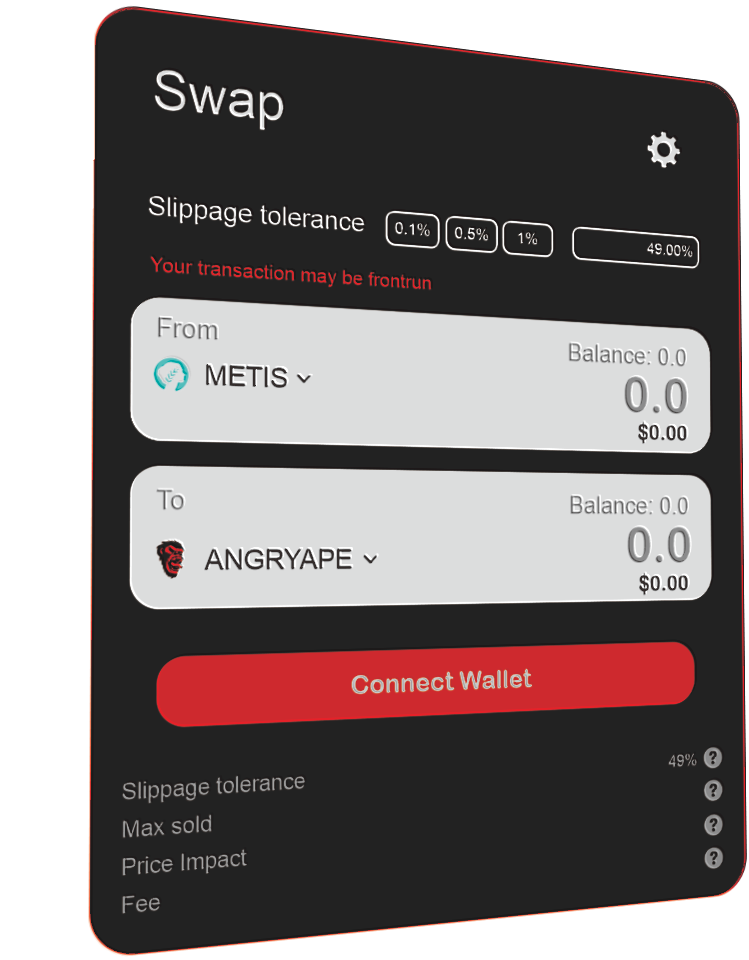 Swap
Slippage tolerance 0.1% 0.5% 1% 49.00%
Your transaction may be frontrun
From
Balance: 0.0
METIS
0.0
$0.00
To
Balance: 0.0
ANGRYAPE
0.0
$0.00
Connect Wallet
Slippage tolerance 49% ?
Max sold ?
Price Impact ?
Fee ?